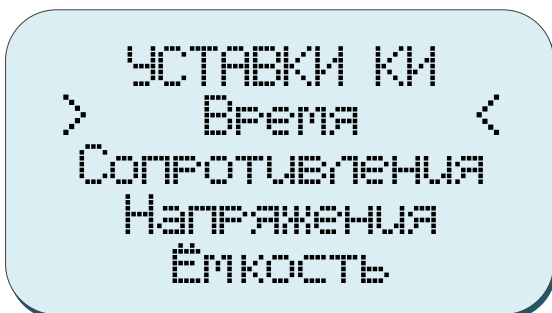 УСТАВКИ КИ
> Время <
Сопротивления
Напряжения
Ёмкость